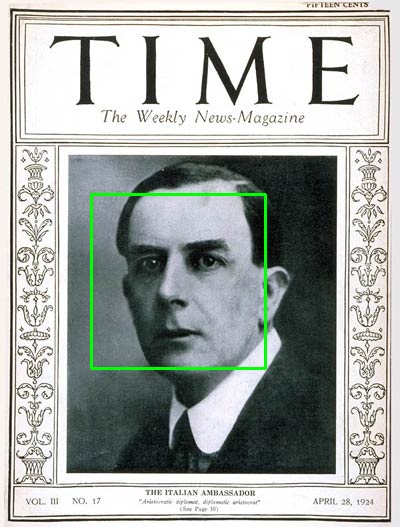 FIFTEEN CENTS
TIME
The Weekly News-Magazine
THE ITALIAN AMBASSADOR
"Aristocratic diplomat, diplomatic aristocrat"
(See Page 10)
VOL. III NO. 17 APRIL 28, 1924